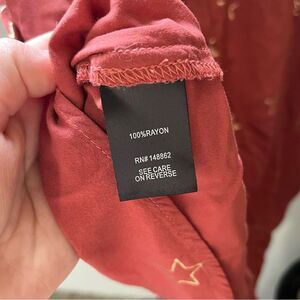 100%RAYON
RN# 148862
SEE CARE
ON REVERSE